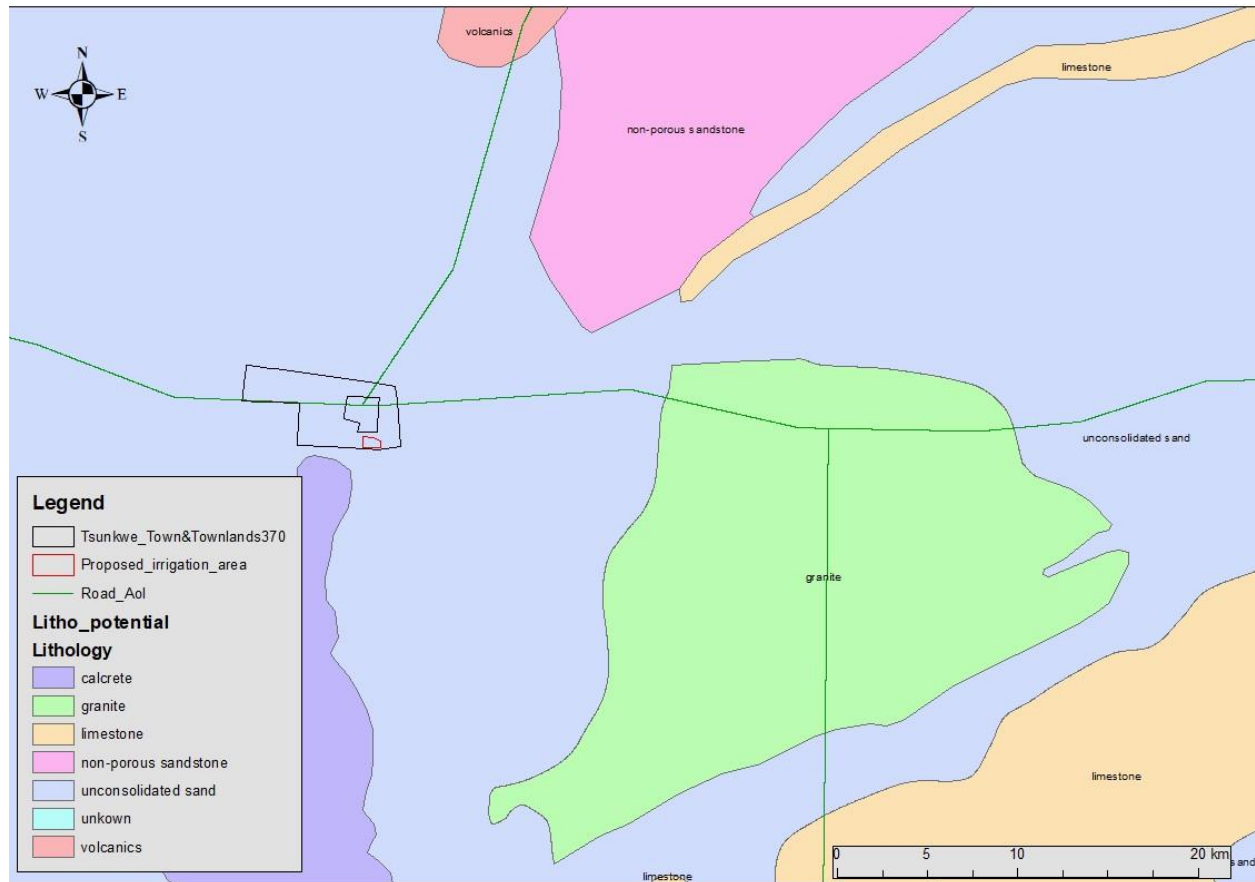 volcanics
N
W E
S
limestone
non-porous sandstone
unconsolidated sand
granite
Legend
Tsunkwe_Town&Townlands370
Proposed_irrigation_area
Road_AoI
Litho_potential
Lithology
calcrete
granite
limestone
non-porous sandstone
unconsolidated sand
unkown
volcanics
limestone
0 5 10 20 km
limestone
sand